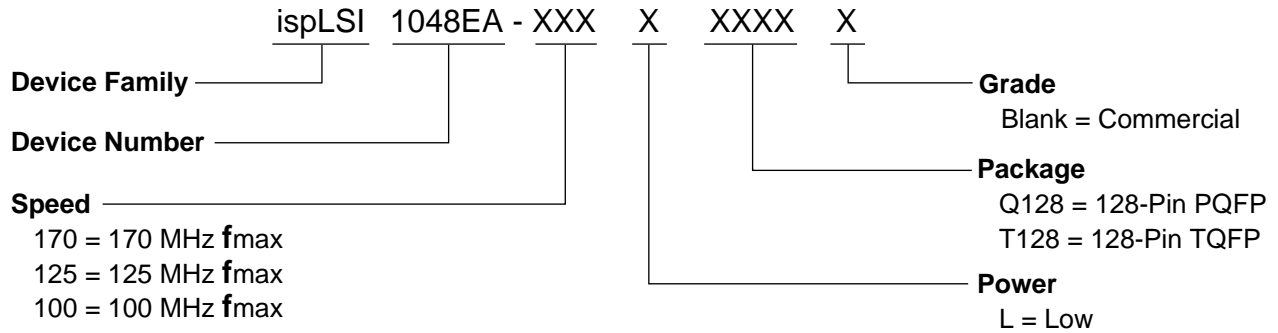 ispLSI 1048EA - XXX X XXXX X
Device Family
Device Number
Speed
170 = 170 MHz fmax
125 = 125 MHz fmax
100 = 100 MHz fmax
Grade
Blank = Commercial
Package
Q128 = 128-Pin PQFP
T128 = 128-Pin TQFP
Power
L = Low